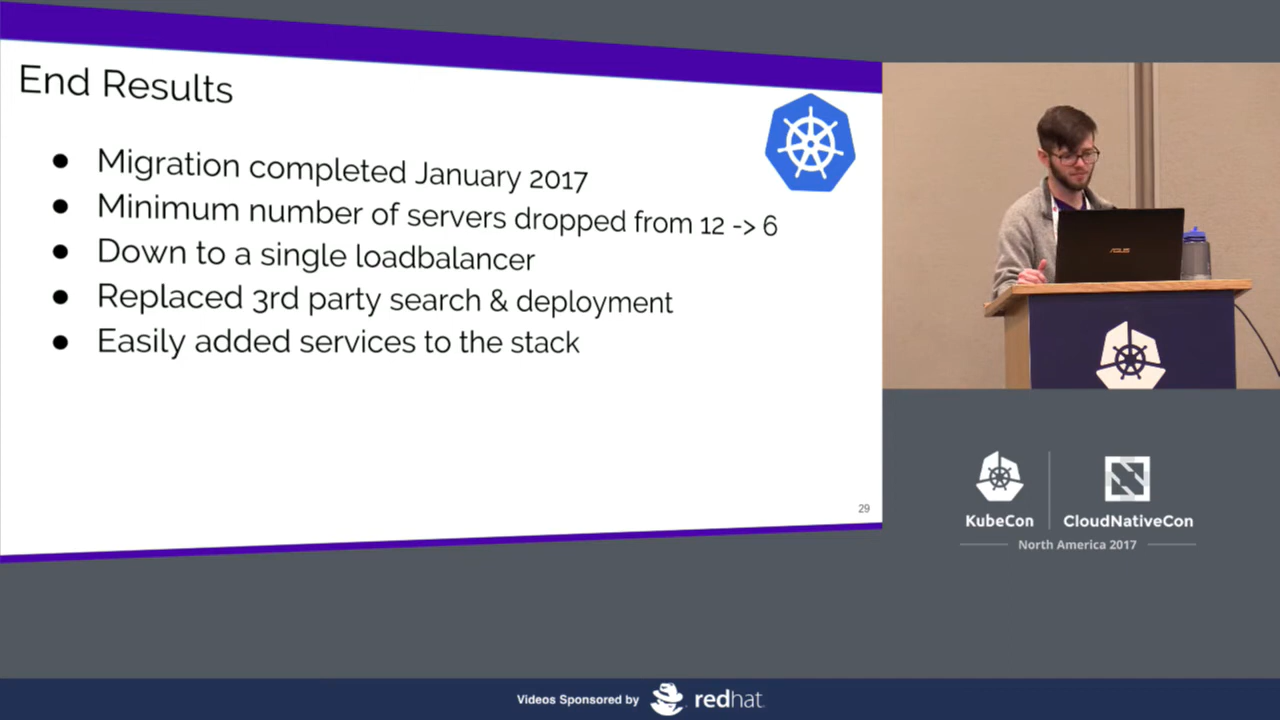 End Results
● Migration completed January 2017
● Minimum number of servers dropped from 12 -> 6
● Down to a single loadbalancer
● Replaced 3rd party search & deployment
● Easily added services to the stack
29
ASUS
KubeCon
CloudNativeCon
North America 2017
Videos Sponsored by redhat